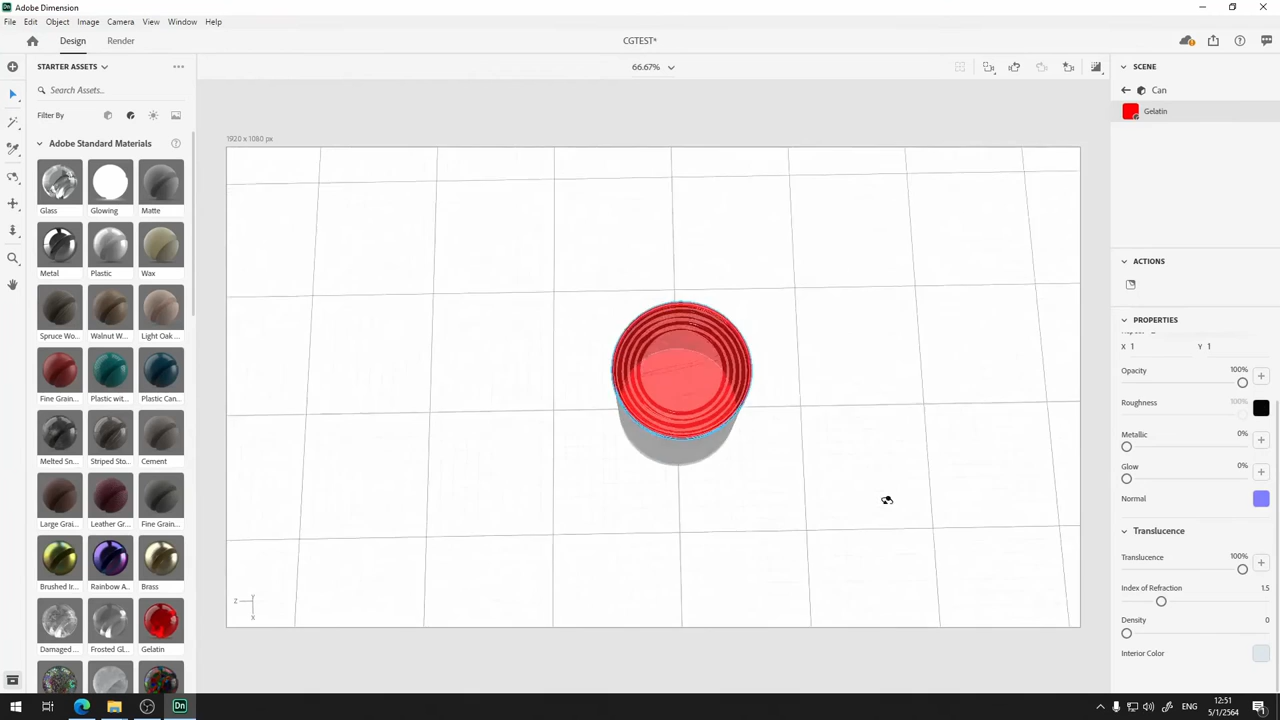 Adobe Dimension
File Edit Object Image Camera View Window Help
Design Render
CGTEST*
STARTER ASSETS
66.67%
SCENE
Search Assets...
Can
Filter By
Gelatin
1920 x 1080 px
Adobe Standard Materials
Glass Glowing Matte
Metal Plastic Wax
ACTIONS
Spruce Wo... Walnut W... Light Oak ...
PROPERTIES
X 1 Y 1
Opacity 100%
Fine Grain... Plastic wit... Plastic Can...
Roughness 100%
Metallic 0%
Melted Sn... Striped Sto... Cement
Glow 0%
Normal
Large Grai... Leather Gr... Fine Grain...
Translucence
Translucence 100%
Brushed Ir... Rainbow A... Brass
Index of Refraction 1.5
Z Y X
Density 0
Damaged ... Frosted Gl... Gelatin
Interior Color
Dn
ENG
12:51
5/1/2564